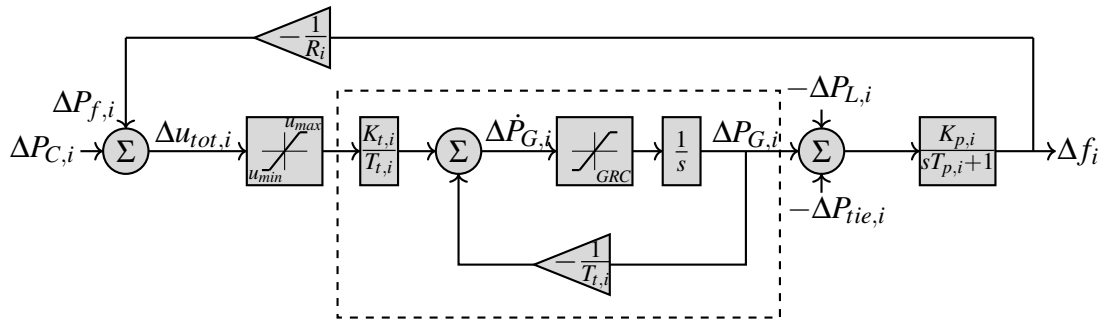 −1/R_i
ΔP_{f,i}
ΔP_{C,i}
Σ
Δu_{tot,i}
u_{max}
u_{min}
K_{t,i}/T_{t,i}
Σ
ΔṖ_{G,i}
GRC
1/s
ΔP_{G,i}
−ΔP_{L,i}
Σ
−ΔP_{tie,i}
K_{p,i}/sT_{p,i}+1
Δf_i
−1/T_{t,i}